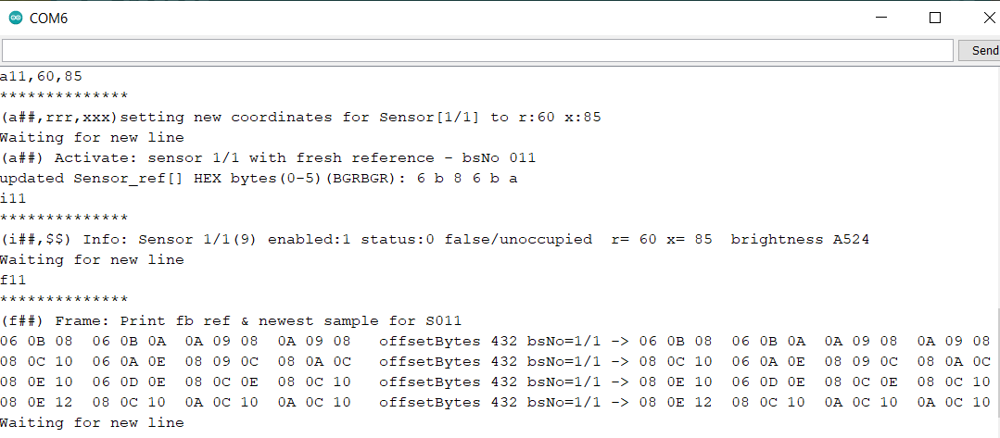 COM6
Send
a11,60,85
**************
(a##,rrr,xxx)setting new coordinates for Sensor[1/1] to r:60 x:85
Waiting for new line
(a##) Activate: sensor 1/1 with fresh reference - bsNo 011
updated Sensor_ref[] HEX bytes(0-5)(BGRBGR): 6 b 8 6 b a
i11
**************
(i##,$$) Info: Sensor 1/1(9) enabled:1 status:0 false/unoccupied  r= 60 x= 85  brightness A524
Waiting for new line
f11
**************
(f##) Frame: Print fb ref & newest sample for S011
06 0B 08  06 0B 0A  0A 09 08  0A 09 08   offsetBytes 432 bsNo=1/1 -> 06 0B 08  06 0B 0A  0A 09 08  0A 09 08
08 0C 10  06 0A 0E  08 09 0C  08 0A 0C   offsetBytes 432 bsNo=1/1 -> 08 0C 10  06 0A 0E  08 09 0C  08 0A 0C
08 0E 10  06 0D 0E  08 0C 0E  08 0C 10   offsetBytes 432 bsNo=1/1 -> 08 0E 10  06 0D 0E  08 0C 0E  08 0C 10
08 0E 12  08 0C 10  0A 0C 10  0A 0C 10   offsetBytes 432 bsNo=1/1 -> 08 0E 12  08 0C 10  0A 0C 10  0A 0C 10
Waiting for new line